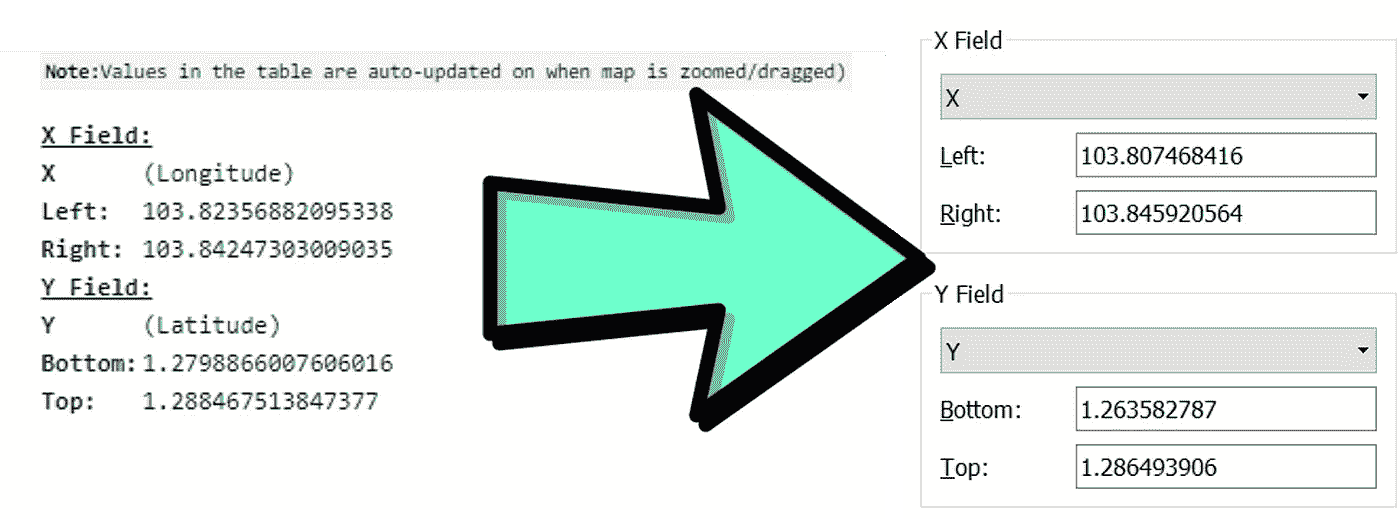 Note:Values in the table are auto-updated on when map is zoomed/dragged)
X Field:
X (Longitude)
Left: 103.82356882095338
Right: 103.84247303009035
Y Field:
Y (Latitude)
Bottom: 1.2798866007606016
Top: 1.288467513847377
X Field
X
Left: 103.807468416
Right: 103.845920564
Y Field
Y
Bottom: 1.263582787
Top: 1.286493906